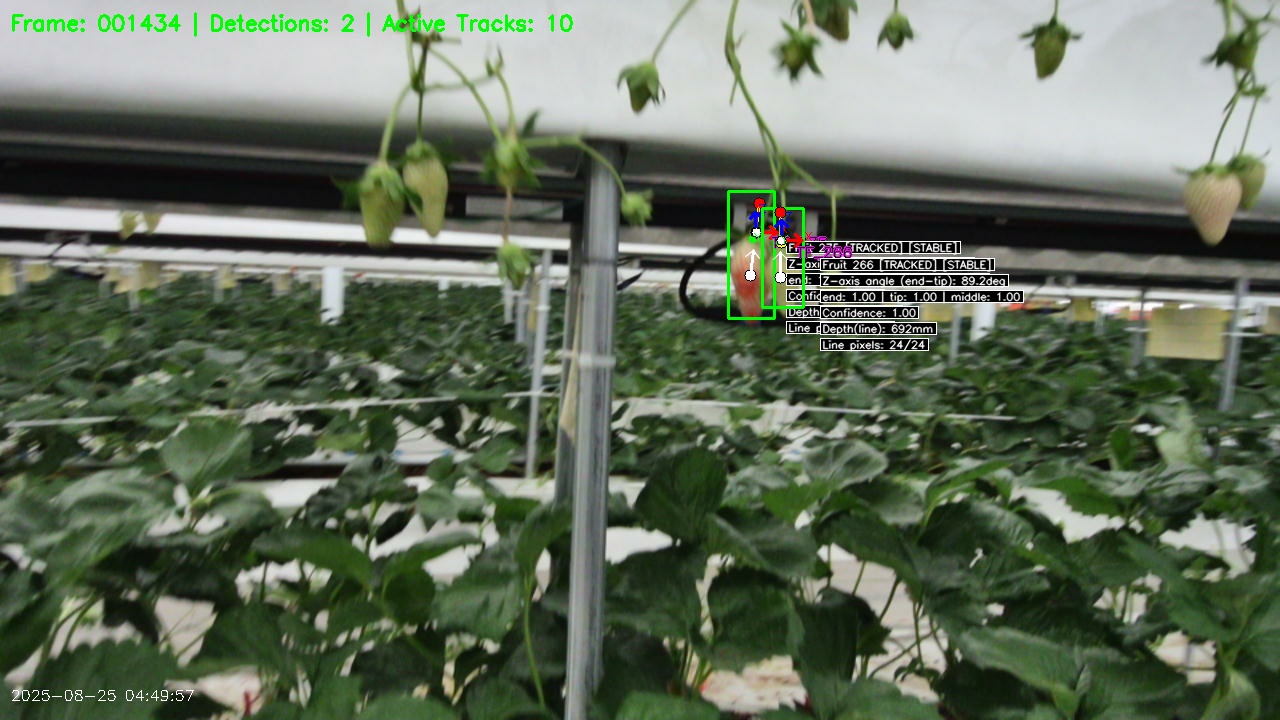 Frame: 001434 | Detections: 2 | Active Tracks: 10
[TRACKED] [STABLE]
Fruit 266 [TRACKED] [STABLE]
Z-axis angle (end-tip): 89.2deg
end: 1.00 | tip: 1.00 | middle: 1.00
Confidence: 1.00
Depth(line): 692mm
Line pixels: 24/24
2025-08-25 04:49:57